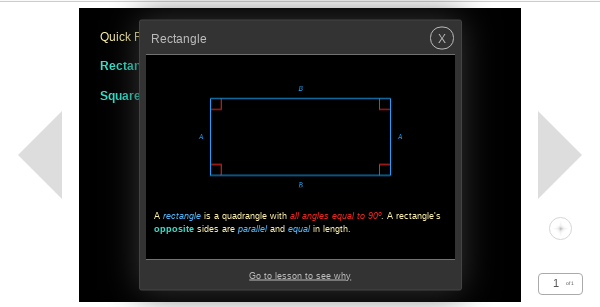 Quick
Rectangle
X
Rectan
Square
B
A
A
B
A rectangle is a quadrangle with all angles equal to 90º. A rectangle's
opposite sides are parallel and equal in length.
Go to lesson to see why
1 of 1